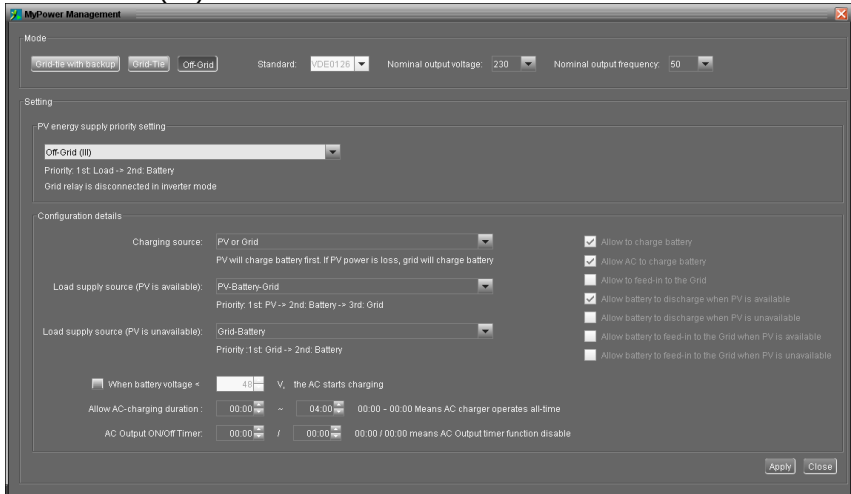 MyPower Management
Mode
Grid-tie with backup Grid-Tie Off-Grid Standard: VDE0126 Nominal output voltage: 230 Nominal output frequency: 50
Setting
PV energy supply priority setting
Off-Grid (III)
Priority: 1st: Load -> 2nd: Battery
Grid relay is disconnected in inverter mode
Configuration details
Charging source: PV or Grid
PV will charge battery first. If PV power is loss, grid will charge battery
Load supply source (PV is available): PV-Battery-Grid
Priority: 1st: PV -> 2nd: Battery -> 3rd: Grid
Load supply source (PV is unavailable): Grid-Battery
Priority :1st: Grid -> 2nd: Battery
When battery voltage < 48 V, the AC starts charging
Allow AC-charging duration : 00:00 ~ 04:00 00:00 - 00:00 Means AC charger operates all-time
AC Output ON/Off Timer: 00:00 / 00:00 00:00 / 00:00 means AC Output timer function disable
Allow to charge battery
Allow AC to charge battery
Allow to feed-in to the Grid
Allow battery to discharge when PV is available
Allow battery to discharge when PV is unavailable
Allow battery to feed-in to the Grid when PV is available
Allow battery to feed-in to the Grid when PV is unavailable
Apply Close